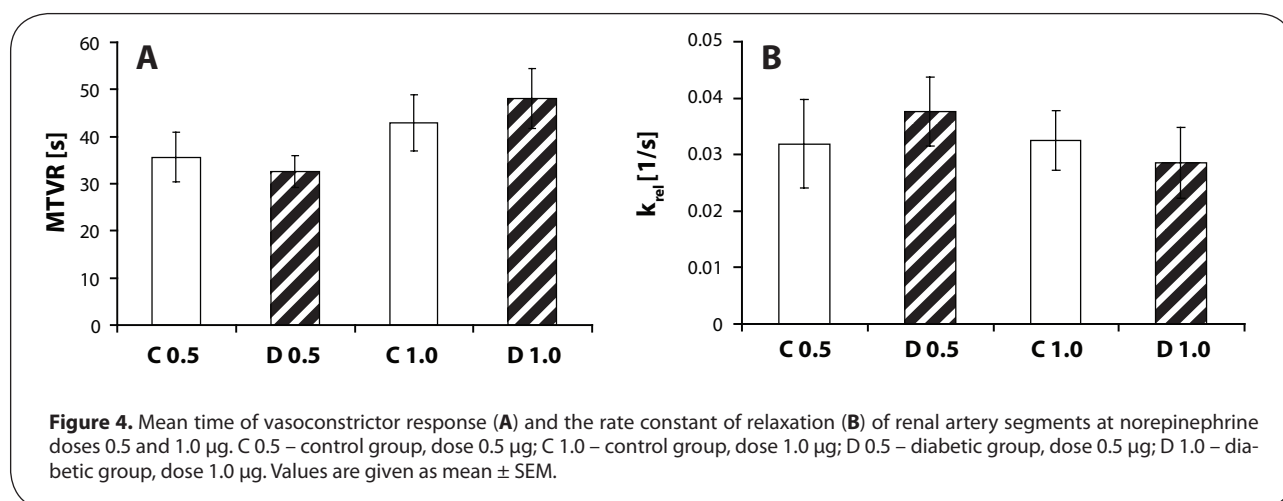 A
MTVR [s]
60
50
40
30
20
10
0
C 0.5 D 0.5 C 1.0 D 1.0
B
k_rel [1/s]
0.05
0.04
0.03
0.02
0.01
0
C 0.5 D 0.5 C 1.0 D 1.0
Figure 4. Mean time of vasoconstrictor response (A) and the rate constant of relaxation (B) of renal artery segments at norepinephrine
doses 0.5 and 1.0 μg. C 0.5 – control group, dose 0.5 μg; C 1.0 – control group, dose 1.0 μg; D 0.5 – diabetic group, dose 0.5 μg; D 1.0 – dia-
betic group, dose 1.0 μg. Values are given as mean ± SEM.